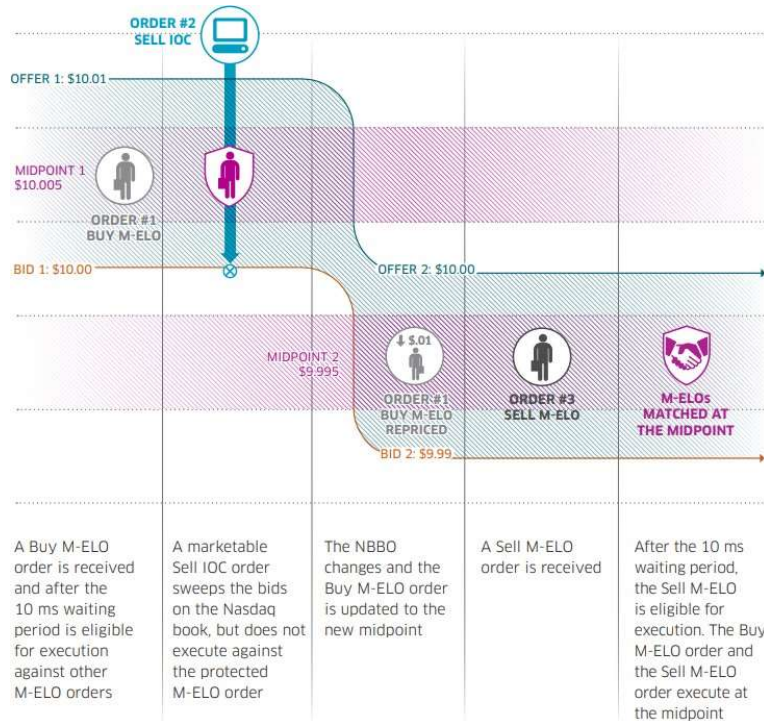 ORDER #2
SELL IOC
OFFER 1: $10.01
MIDPOINT 1
$10.005
ORDER #1
BUY M-ELO
BID 1: $10.00
OFFER 2: $10.00
MIDPOINT 2
$9.995
↓ $.01
ORDER #1
BUY M-ELO
REPRICED
ORDER #3
SELL M-ELO
M-ELOs
MATCHED AT
THE MIDPOINT
BID 2: $9.99
A Buy M-ELO
order is received
and after the
10 ms waiting
period is eligible
for execution
against other
M-ELO orders
A marketable
Sell IOC order
sweeps the bids
on the Nasdaq
book, but does not
execute against
the protected
M-ELO order
The NBBO
changes and the
Buy M-ELO order
is updated to the
new midpoint
A Sell M-ELO
order is received
After the 10 ms
waiting period,
the Sell M-ELO
is eligible for
execution. The Buy
M-ELO order and
the Sell M-ELO
order execute at
the midpoint